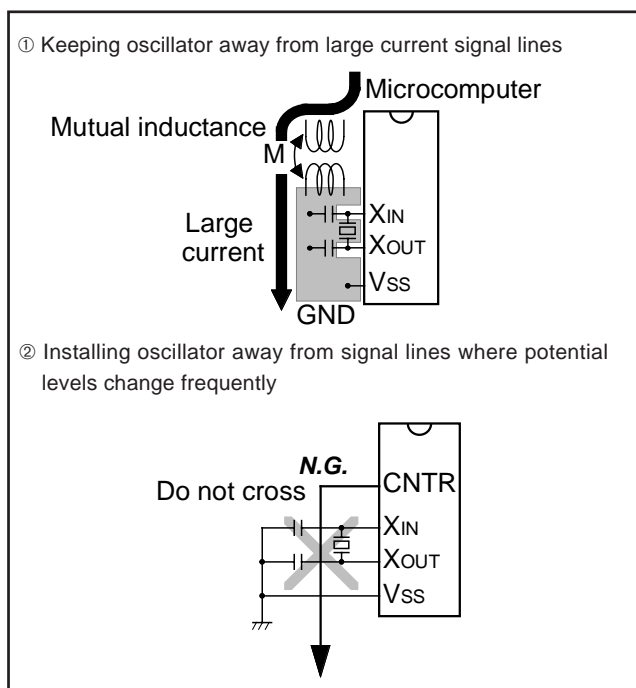 ① Keeping oscillator away from large current signal lines
Microcomputer
Mutual inductance
M
Large
current
XIN
XOUT
VSS
GND
② Installing oscillator away from signal lines where potential
levels change frequently
N.G.
Do not cross
CNTR
XIN
XOUT
VSS